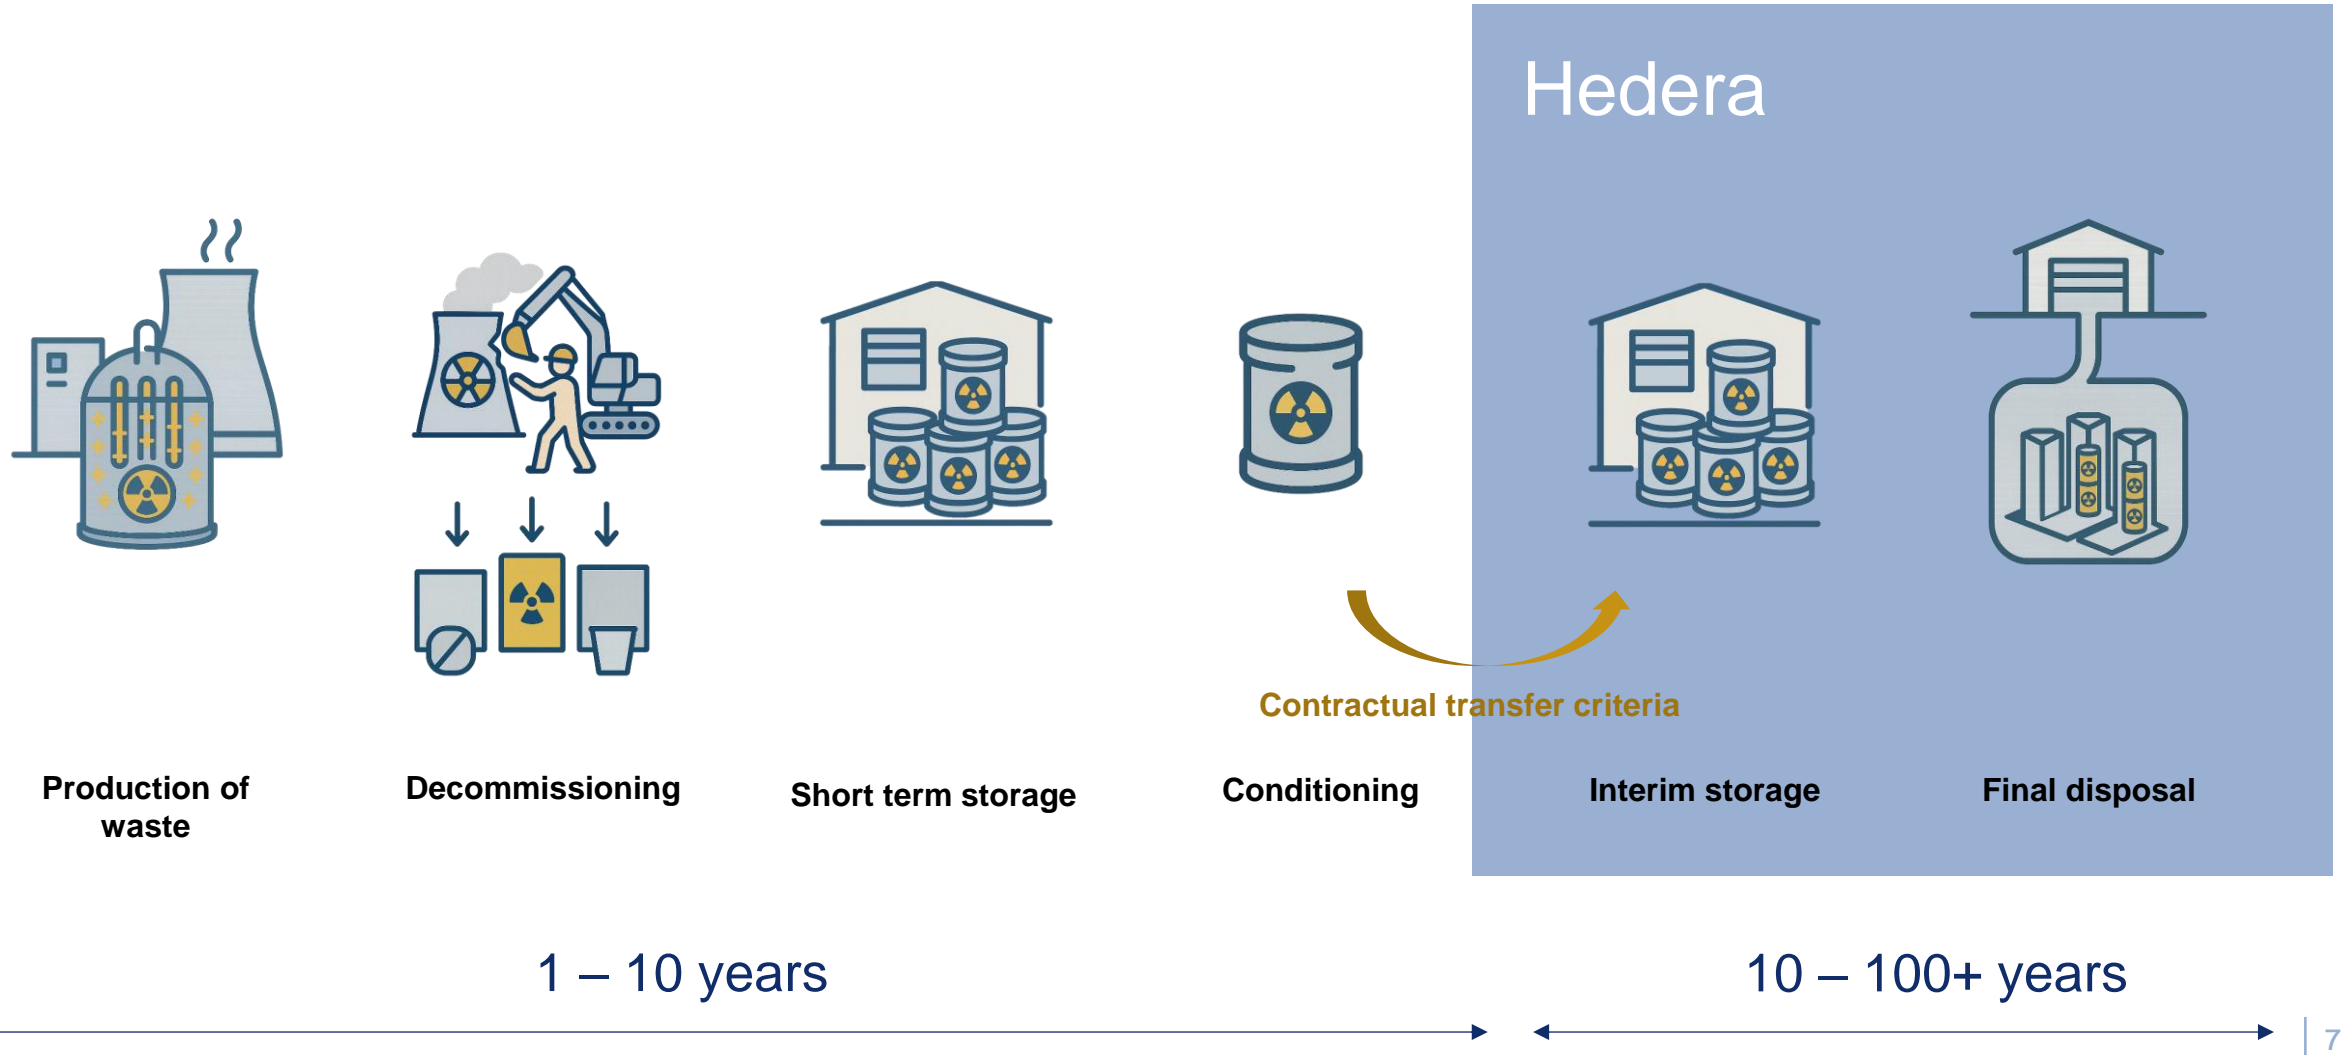 Hedera
Contractual transfer criteria
Production of
waste
Decommissioning
Short term storage
Conditioning
Interim storage
Final disposal
1 – 10 years
10 – 100+ years
7